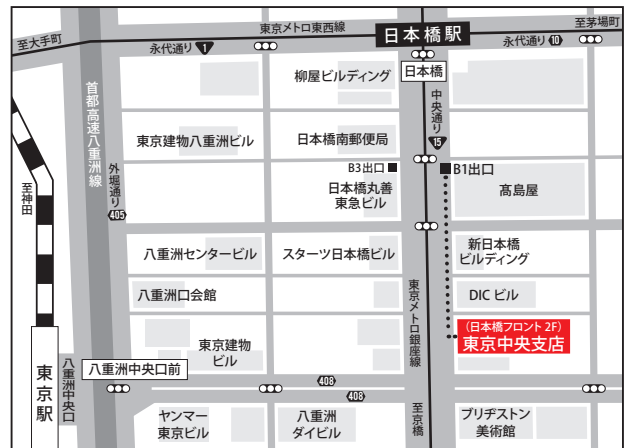 東京メトロ東西線
日本橋駅
至茅場町
至大手町
永代通り
1
永代通り
10
日本橋
柳屋ビルディング
中央通り
15
首都高速八重洲線
東京建物八重洲ビル
日本橋南郵便局
外堀通り
405
B3出口
B1出口
至神田
日本橋丸善
東急ビル
髙島屋
八重洲センタービル
スターツ日本橋ビル
新日本橋
ビルディング
八重洲口会館
東京メトロ銀座線
DICビル
(日本橋フロント2F)
東京中央支店
東京建物
ビル
東京駅
八重洲中央口
八重洲中央口前
408
408
至京橋
ヤンマー
東京ビル
八重洲
ダイビル
ブリヂストン
美術館